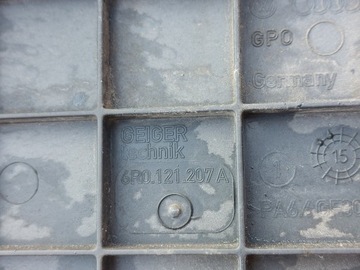 GPO
Germany
GEIGER
technik
6R0.121.207 A
15